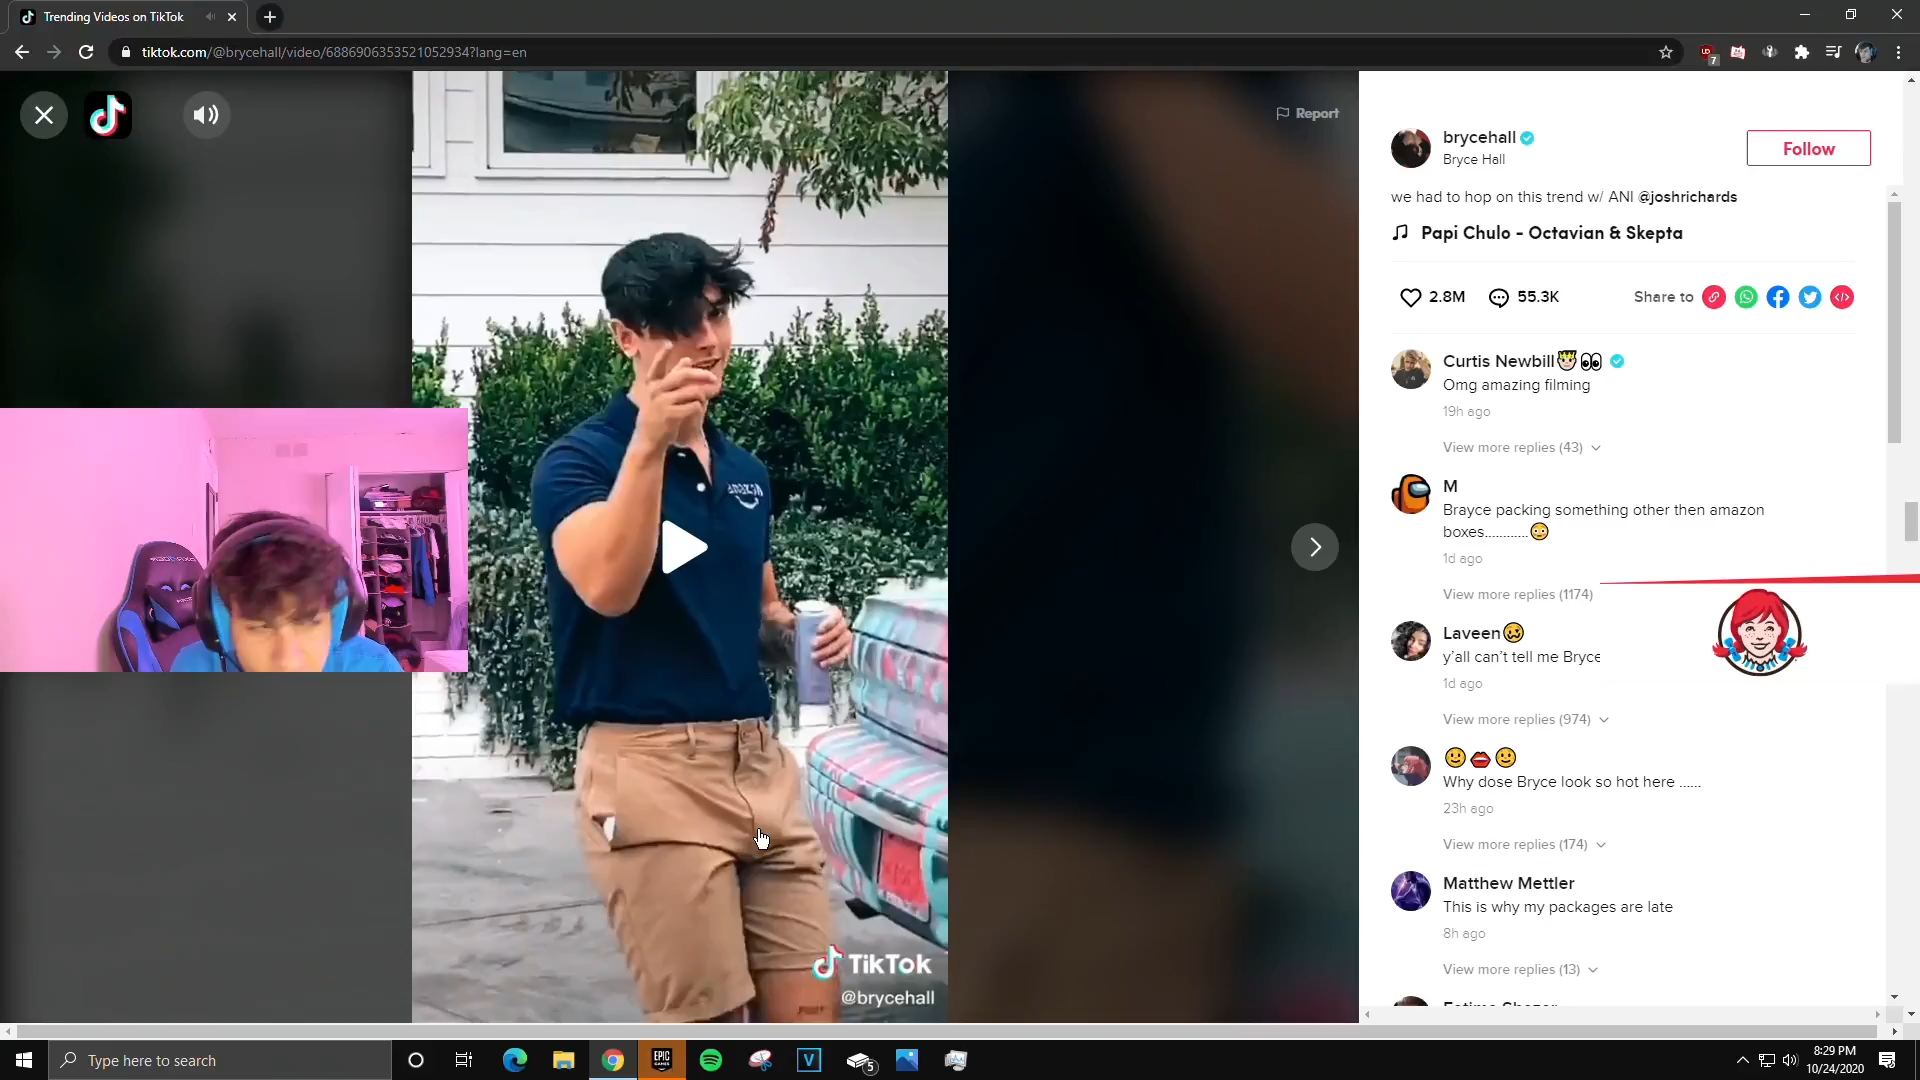 Trending Videos on TikTok
tiktok.com/@brycehall/video/6886906353521052934?lang=en
7
Report
brycehall
Bryce Hall
Follow
we had to hop on this trend w/ ANI @joshrichards
Papi Chulo - Octavian & Skepta
2.8M
55.3K
Share to
Curtis Newbill
Omg amazing filming
19h ago
View more replies (43)
M
Brayce packing something other then amazon
boxes............
1d ago
View more replies (1174)
Laveen
y'all can't tell me Bryce
1d ago
View more replies (974)
Why dose Bryce look so hot here ......
23h ago
View more replies (174)
Matthew Mettler
This is why my packages are late
8h ago
View more replies (13)
amazon
TikTok
@brycehall
Type here to search
EPIC
GAMES
V
5
8:29 PM
10/24/2020